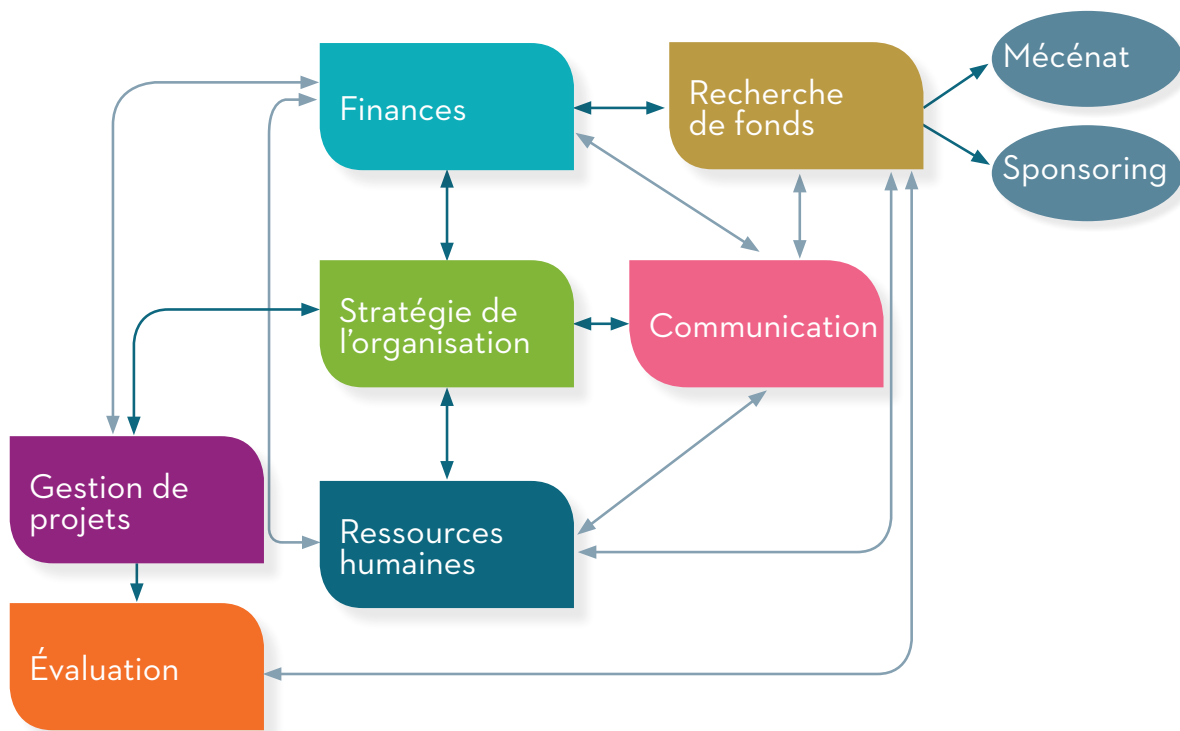 Finances
Recherche
de fonds
Mécénat
Sponsoring
Stratégie de
l'organisation
Communication
Gestion de
projets
Ressources
humaines
Évaluation